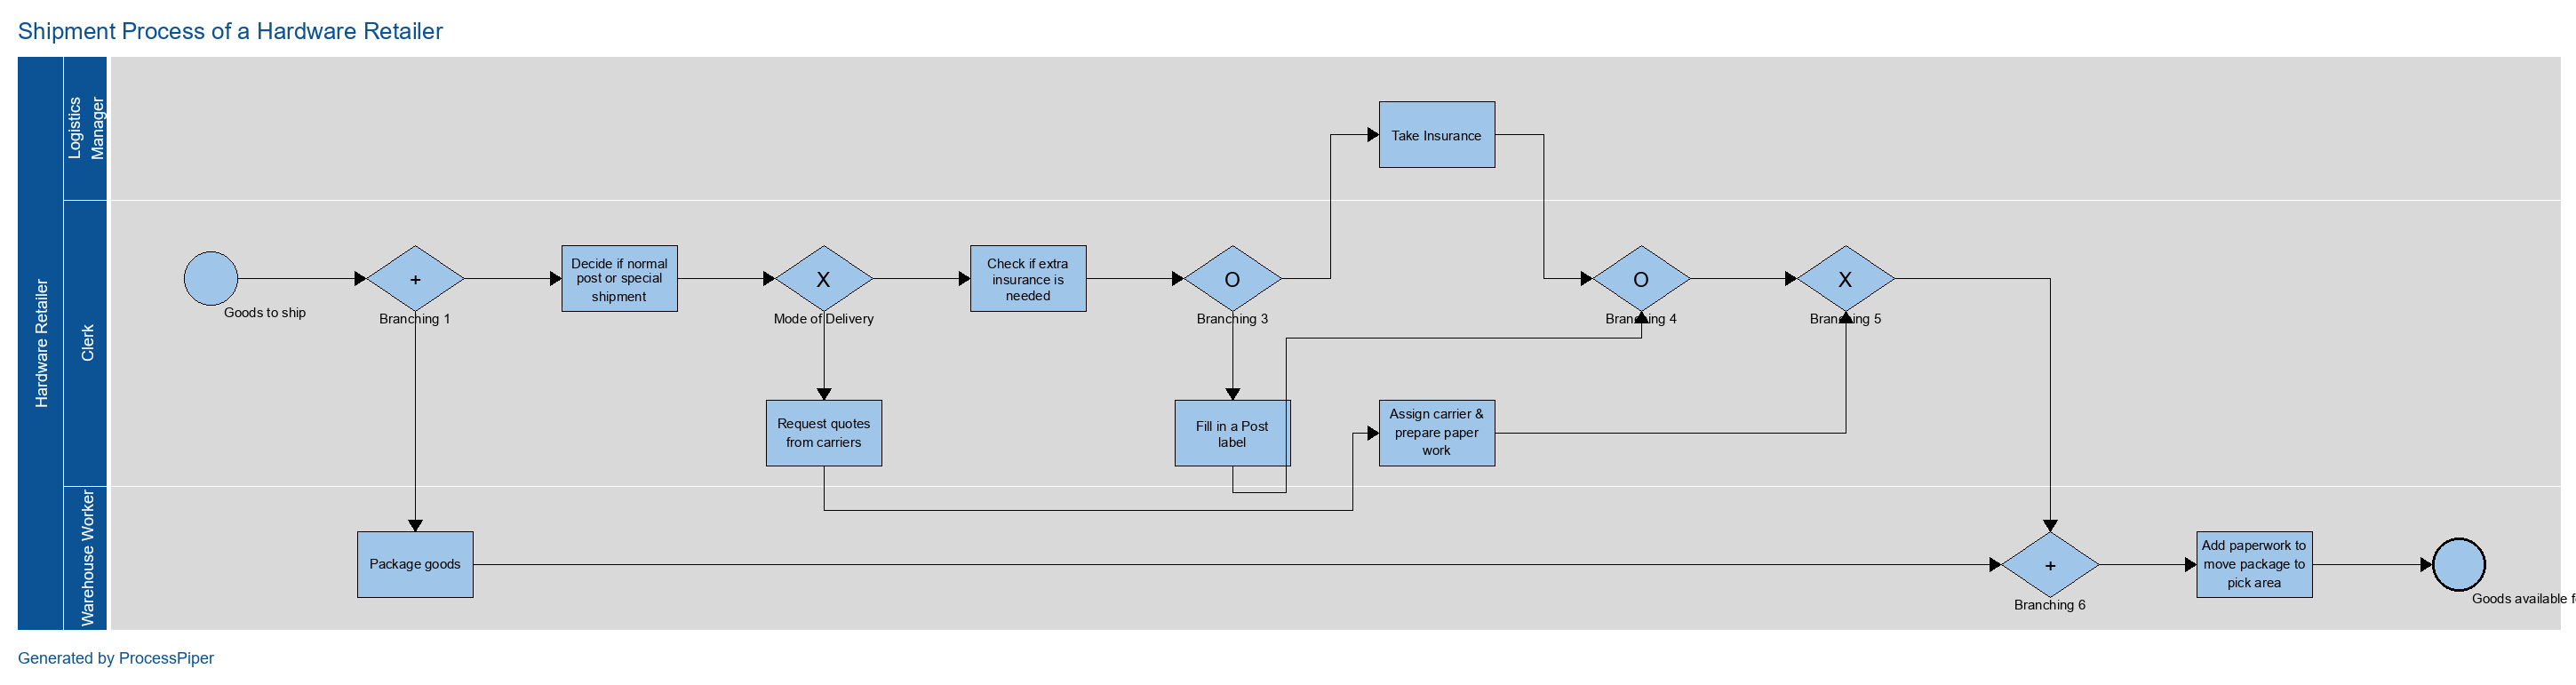 Shipment Process of a Hardware Retailer
Hardware Retailer
Logistics
Manager
Take Insurance
Clerk
Goods to ship
+
Branching 1
Decide if normal
post or special
shipment
X
Mode of Delivery
Check if extra
insurance is
needed
O
Branching 3
O
Branching 4
X
Branching 5
Request quotes
from carriers
Fill in a Post
label
Assign carrier &
prepare paper
work
Warehouse Worker
Package goods
+
Branching 6
Add paperwork to
move package to
pick area
Goods available f
Generated by ProcessPiper